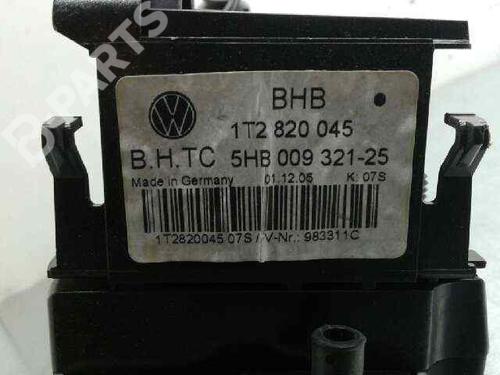 B-PARTS
BHB
1T2 820 045
B.H.TC 5HB 009 321-25
Made in Germany 01.12.05 K: 07S
1T2820045 07S / V-Nr.: 983311C